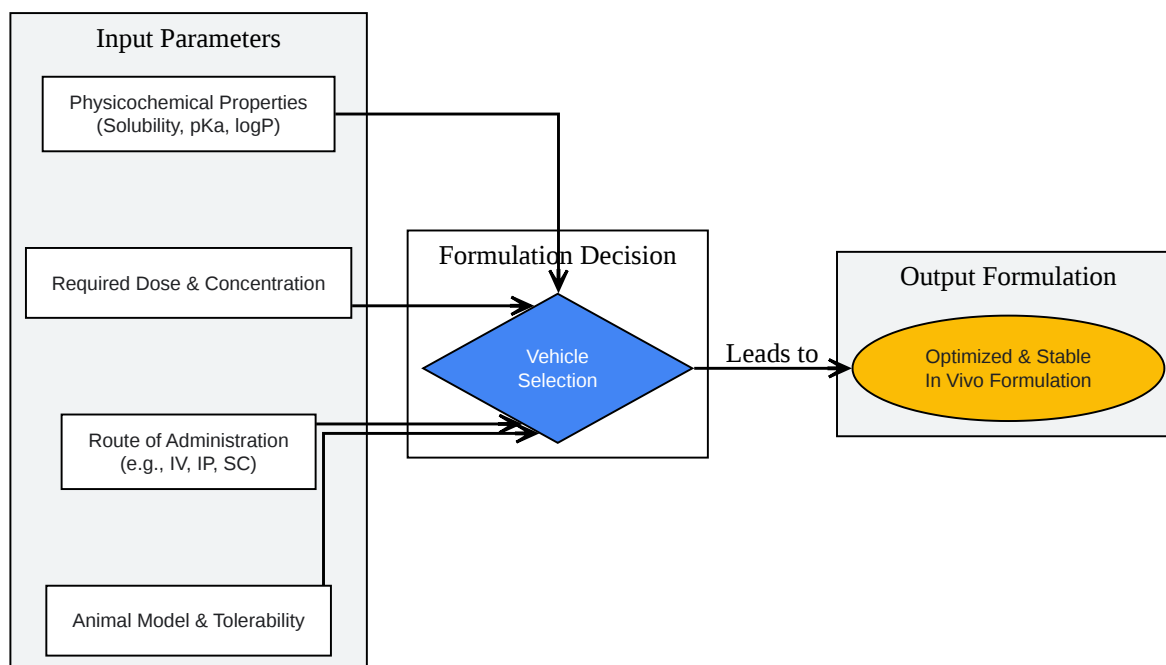 Input Parameters
Physicochemical Properties
(Solubility, pKa, logP)
Required Dose & Concentration
Route of Administration
(e.g., IV, IP, SC)
Animal Model & Tolerability
Formulation Decision
Vehicle
Selection
Leads to
Output Formulation
Optimized & Stable
In Vivo Formulation